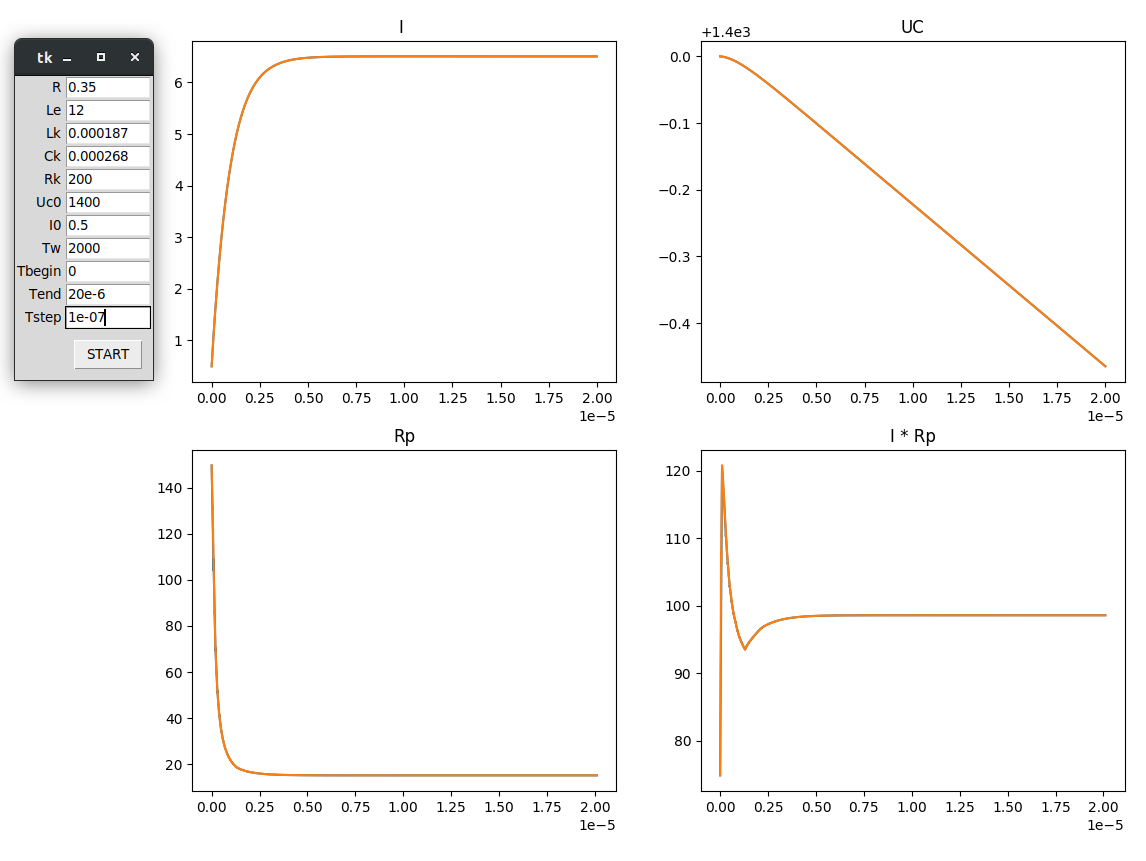 tk
R 0.35
Le 12
Lk 0.000187
Ck 0.000268
Rk 200
Uc0 1400
I0 0.5
Tw 2000
Tbegin 0
Tend 20e-6
Tstep 1e-07
START
I
6
5
4
3
2
1
0.00 0.25 0.50 0.75 1.00 1.25 1.50 1.75 2.00
1e−5
UC
+1.4e3
0.0
−0.1
−0.2
−0.3
−0.4
0.00 0.25 0.50 0.75 1.00 1.25 1.50 1.75 2.00
1e−5
Rp
140
120
100
80
60
40
20
0.00 0.25 0.50 0.75 1.00 1.25 1.50 1.75 2.00
1e−5
I * Rp
120
110
100
90
80
0.00 0.25 0.50 0.75 1.00 1.25 1.50 1.75 2.00
1e−5